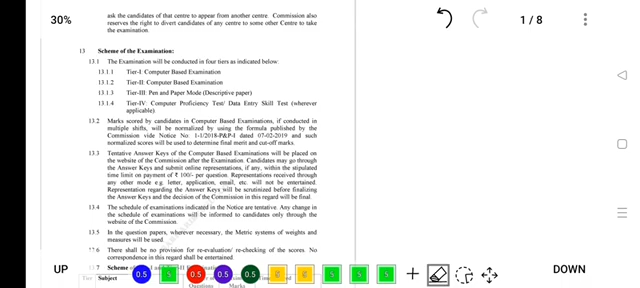 ask the candidates of that centre to appear from another centre. Commission also
30%
1 / 8
reserves the right to divert candidates of any centre to some other Centre to take
the examination.
13 Scheme of the Examination:
13.1 The Examination will be conducted in four tiers as indicated below:
13.1.1 Tier-I: Computer Based Examination
13.1.2 Tier-II: Computer Based Examination
13.1.3 Tier-III: Pen and Paper Mode (Descriptive paper)
13.1.4 Tier-IV: Computer Proficiency Test/ Data Entry Skill Test (wherever
applicable)
13.2 Marks scored by candidates in Computer Based Examinations, if conducted in
multiple shifts, will be normalized by using the formula published by the
Commission vide Notice No. 1-1/2018-P&P-I dated 07-02-2019 and such
normalized scores will be used to determine final merit and cut-off marks.
13.3 Tentative Answer Keys of the Computer Based Examinations will be placed on
the website of the Commission after the Examination. Candidates may go through
the Answer Keys and submit online representations, if any, within the stipulated
time limit on payment of ₹ 100/- per question. Representations received through
any other mode e.g. letter, application, email, etc. will not be entertained.
Representation regarding the Answer Keys will be scrutinized before finalizing
the Answer Keys and the decision of the Commission in this regard will be final.
13.4 The schedule of examinations indicated in the Notice are tentative. Any change in
the schedule of examinations will be informed to candidates only through the
website of the Commission.
13.5 In the question papers, wherever necessary, the Metric systems of weights and
measures will be used.
There shall be no provision for re-evaluation/ re-checking of the scores. No
correspondence in this regard shall be entertained.
UP
0.5
5
0.5
0.5
0.5
5
5
5
5
5
DOWN
Tier Subject
Questions Marks